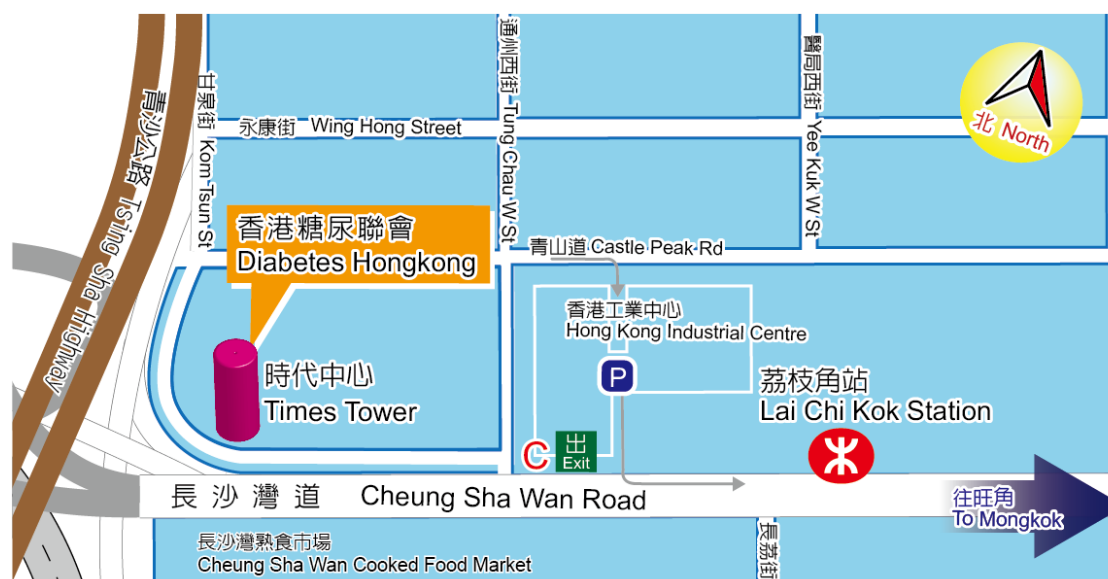 青沙公路 Tsing Sha Highway
甘泉街 Kom Tsun St
通州西街 Tung Chau W St
醫局西街 Yee Kuk W St
北 North
永康街 Wing Hong Street
香港糖尿聯會
Diabetes Hongkong
青山道 Castle Peak Rd
香港工業中心
Hong Kong Industrial Centre
P
時代中心
Times Tower
荔枝角站
Lai Chi Kok Station
C
出
Exit
長沙灣道 Cheung Sha Wan Road
往旺角
To Mongkok
長沙灣熟食市場
Cheung Sha Wan Cooked Food Market
長荔街